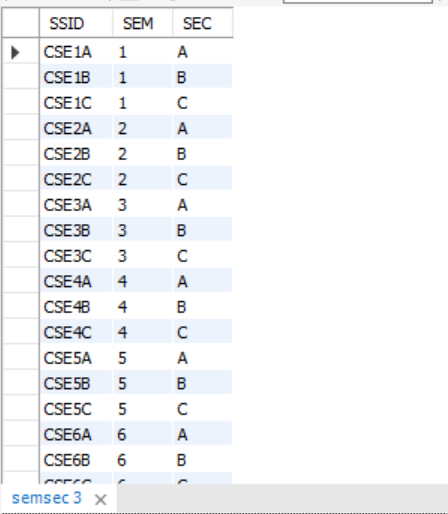 SSID SEM SEC
CSE1A 1 A
CSE1B 1 B
CSE1C 1 C
CSE2A 2 A
CSE2B 2 B
CSE2C 2 C
CSE3A 3 A
CSE3B 3 B
CSE3C 3 C
CSE4A 4 A
CSE4B 4 B
CSE4C 4 C
CSE5A 5 A
CSE5B 5 B
CSE5C 5 C
CSE6A 6 A
CSE6B 6 B
semsec 3